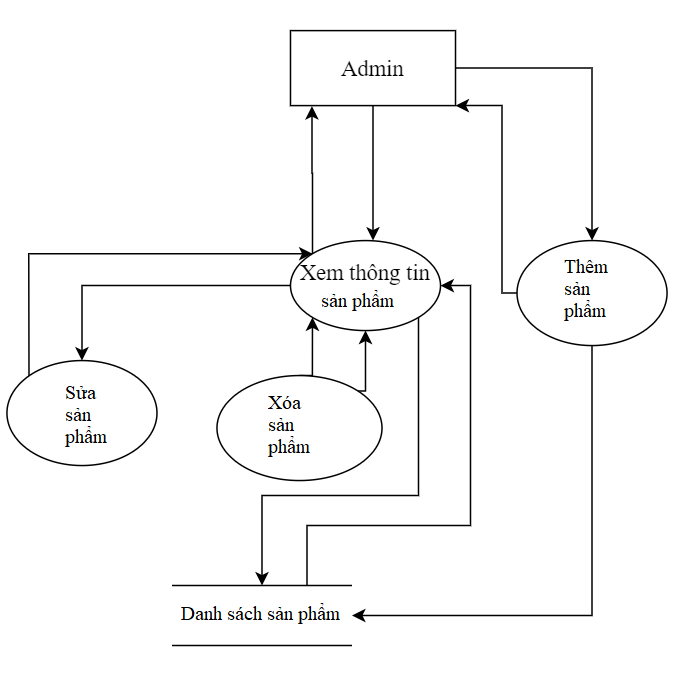 Admin
Xem thông tin
sản phẩm
Thêm
sản
phẩm
Sửa
sản
phẩm
Xóa
sản
phẩm
Danh sách sản phẩm